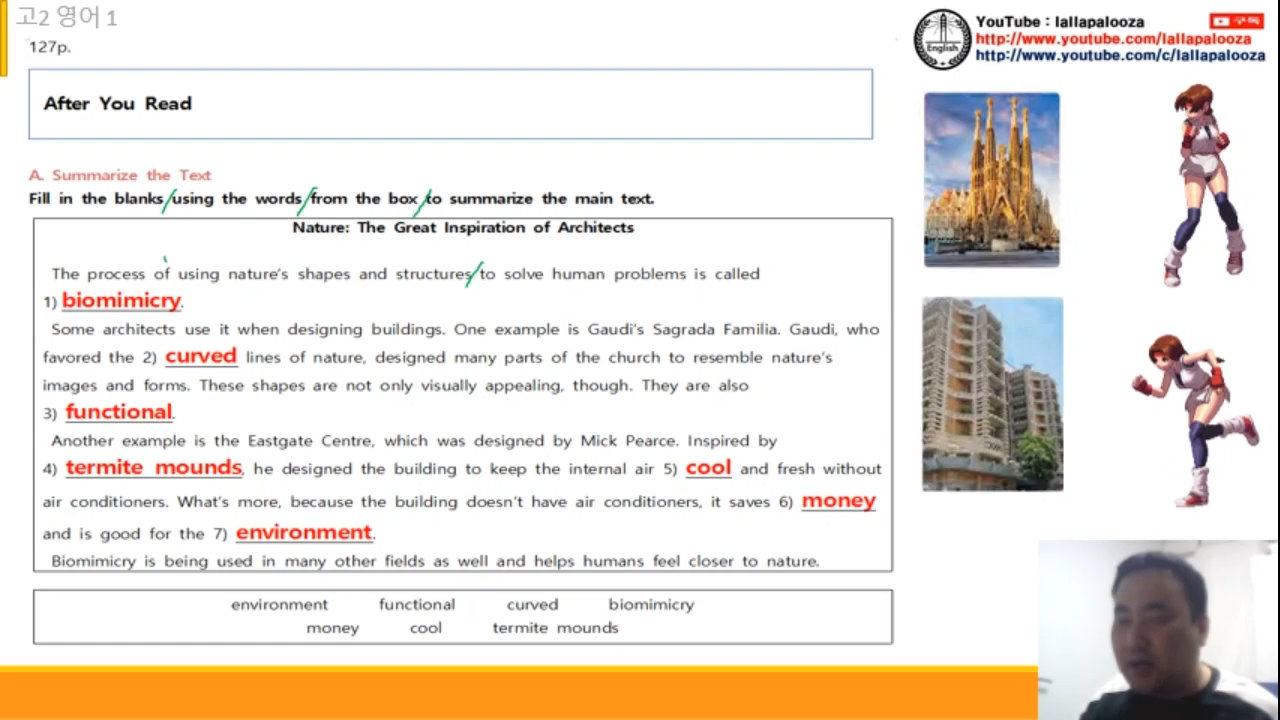 고2 영어 1
127p.
YouTube : lallapalooza
구독
http://www.youtube.com/lallapalooza
http://www.youtube.com/c/lallapalooza
English
After You Read
A. Summarize the Text
Fill in the blanks using the words from the box to summarize the main text.
Nature: The Great Inspiration of Architects
The process of using nature's shapes and structures to solve human problems is called
1) biomimicry.
Some architects use it when designing buildings. One example is Gaudi's Sagrada Familia. Gaudi, who
favored the 2) curved lines of nature, designed many parts of the church to resemble nature's
images and forms. These shapes are not only visually appealing, though. They are also
3) functional.
Another example is the Eastgate Centre, which was designed by Mick Pearce. Inspired by
4) termite mounds, he designed the building to keep the internal air 5) cool and fresh without
air conditioners. What's more, because the building doesn't have air conditioners, it saves 6) money
and is good for the 7) environment.
Biomimicry is being used in many other fields as well and helps humans feel closer to nature.
environment functional curved biomimicry
money cool termite mounds